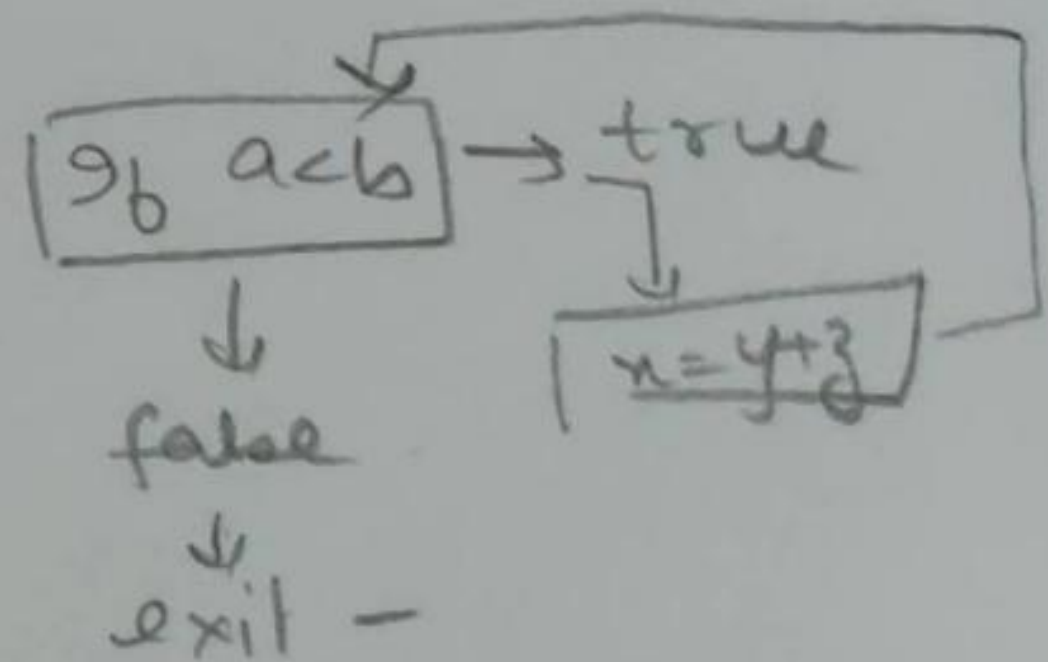 If a<b → true
x = y+z
false
exit –